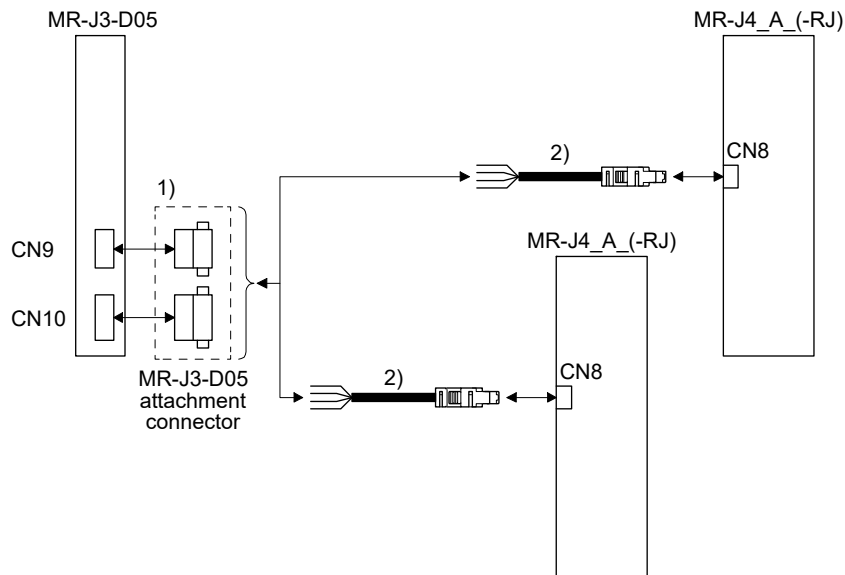 MR-J3-D05
MR-J4_A_(-RJ)
2)
CN8
1)
MR-J4_A_(-RJ)
CN9
CN10
CN8
MR-J3-D05
attachment
connector
2)